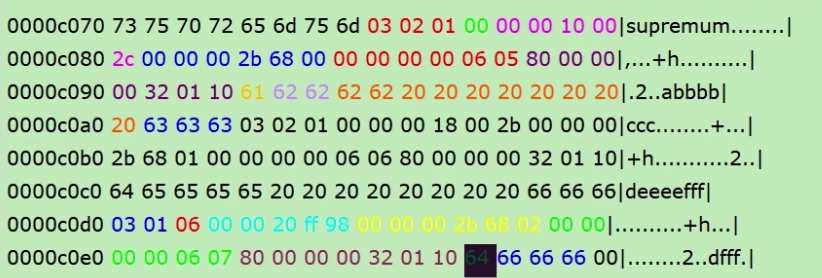 0000c070 73 75 70 72 65 6d 75 6d 03 02 01 00 00 00 10 00|supremum........|
0000c080 2c 00 00 00 2b 68 00 00 00 00 00 06 05 80 00 00|,...+h..........|
0000c090 00 32 01 10 61 62 62 62 62 20 20 20 20 20 20 20|.2..abbbb|
0000c0a0 20 63 63 63 03 02 01 00 00 00 18 00 2b 00 00 00|ccc........+...|
0000c0b0 2b 68 01 00 00 00 00 06 06 80 00 00 00 32 01 10|+h...........2..|
0000c0c0 64 65 65 65 65 20 20 20 20 20 20 20 20 66 66 66|deeeefff|
0000c0d0 03 01 06 00 00 20 ff 98 00 00 00 2b 68 02 00 00|..........+h...|
0000c0e0 00 00 06 07 80 00 00 00 32 01 10 64 66 66 66 00|........2..dfff.|